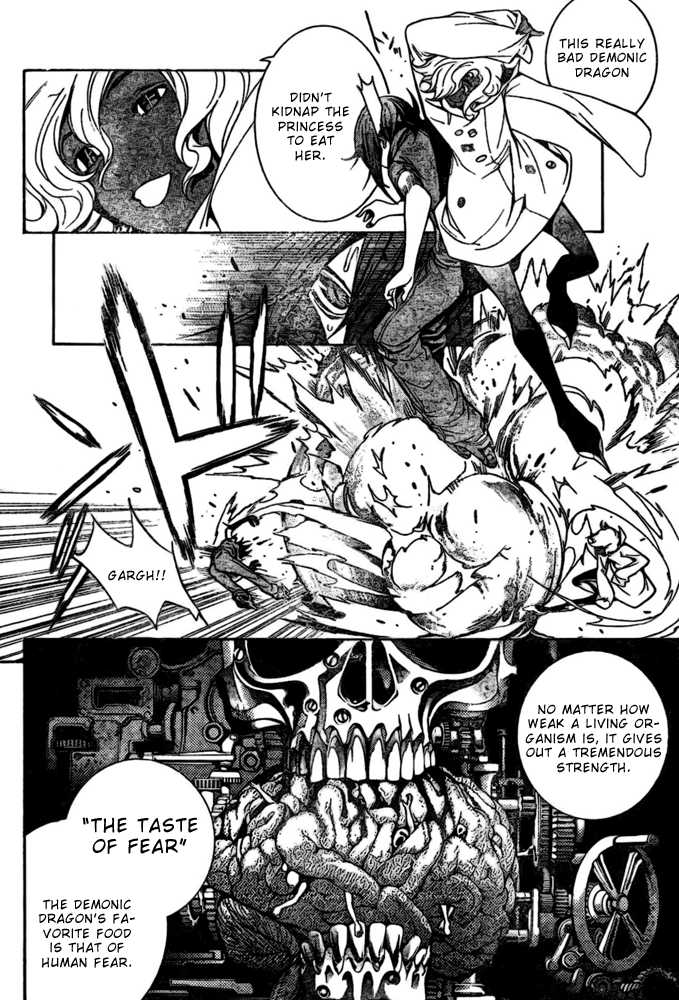 THIS REALLY
BAD DEMONIC
DRAGON
DIDN'T
KIDNAP THE
PRINCESS
TO EAT
HER.
GARGH!!
NO MATTER HOW
WEAK A LIVING OR-
GANISM IS, IT GIVES
OUT A TREMENDOUS
STRENGTH.
"THE TASTE
OF FEAR"
THE DEMONIC
DRAGON'S FA-
VORITE FOOD
IS THAT OF
HUMAN FEAR.